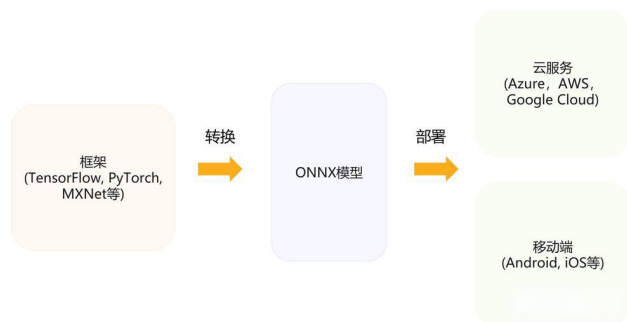 框架
(TensorFlow, PyTorch,
MXNet等)
转换
ONNX模型
部署
云服务
(Azure，AWS，
Google Cloud)
移动端
(Android, iOS等)